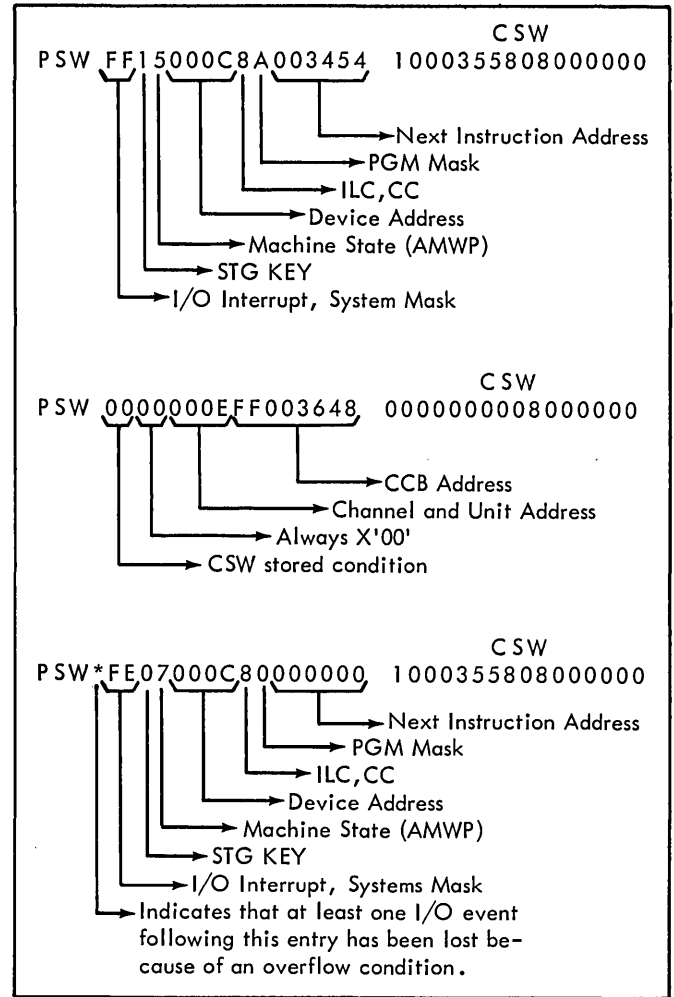 CSW
PSW FF15000C8A003454 1000355808000000
Next Instruction Address
PGM Mask
ILC,CC
Device Address
Machine State (AMWP)
STG KEY
I/O Interrupt, System Mask
CSW
PSW 0000000EFF003648 0000000008000000
CCB Address
Channel and Unit Address
Always X'00'
CSW stored condition
CSW
PSW*FE07000C80000000 1000355808000000
Next Instruction Address
PGM Mask
ILC,CC
Device Address
Machine State (AMWP)
STG KEY
I/O Interrupt, Systems Mask
Indicates that at least one I/O event
following this entry has been lost be-
cause of an overflow condition.